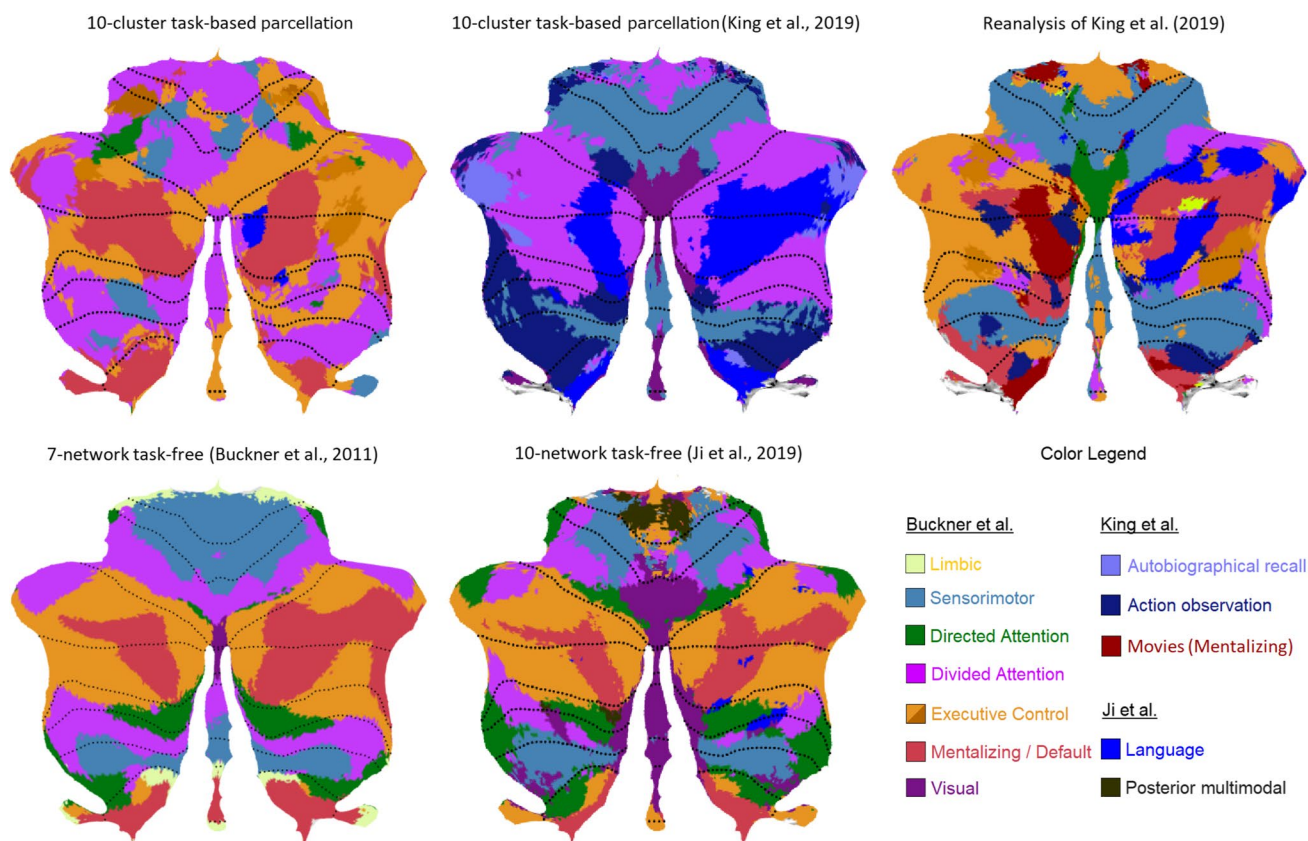 10-cluster task-based parcellation
10-cluster task-based parcellation (King et al., 2019)
Reanalysis of King et al. (2019)
7-network task-free (Buckner et al., 2011)
10-network task-free (Ji et al., 2019)
Color Legend
Buckner et al.
Limbic
Sensorimotor
Directed Attention
Divided Attention
Executive Control
Mentalizing / Default
Visual
King et al.
Autobiographical recall
Action observation
Movies (Mentalizing)
Ji et al.
Language
Posterior multimodal